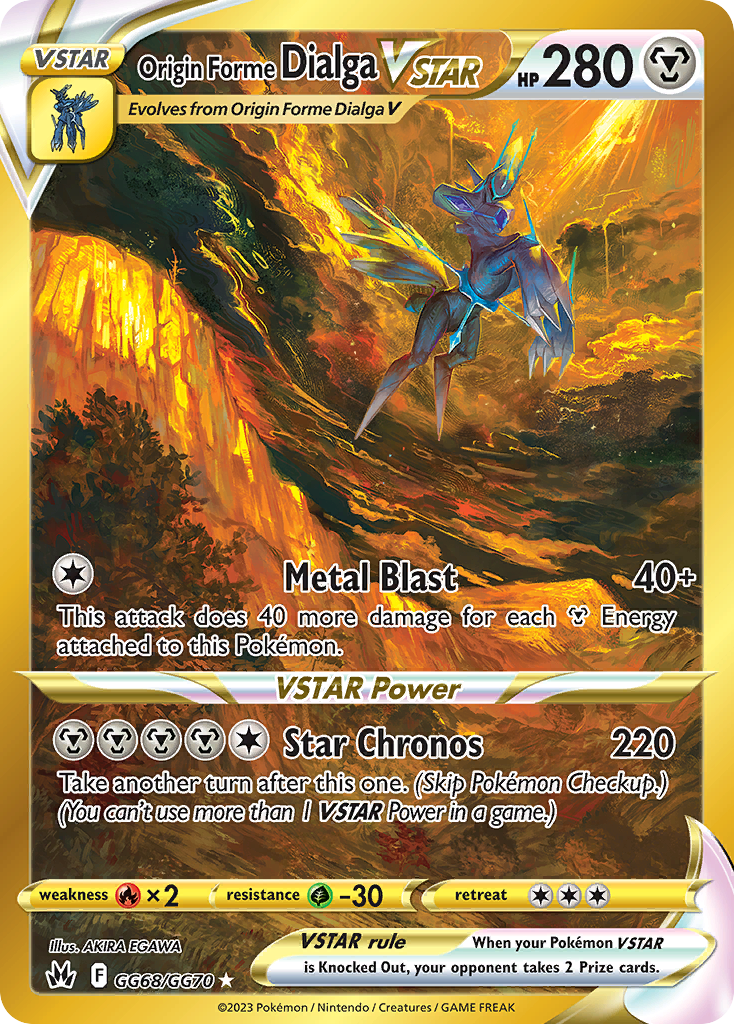 VSTAR
Origin Forme Dialga VSTAR HP 280
Evolves from Origin Forme Dialga V
Metal Blast 40+
This attack does 40 more damage for each Energy
attached to this Pokémon.
VSTAR Power
Star Chronos 220
Take another turn after this one. (Skip Pokémon Checkup.)
(You can't use more than 1 VSTAR Power in a game.)
weakness ×2 resistance -30 retreat
Illus. AKIRA EGAWA
VSTAR rule When your Pokémon VSTAR
is Knocked Out, your opponent takes 2 Prize cards.
F GG68/GG70
©2023 Pokémon / Nintendo / Creatures / GAME FREAK